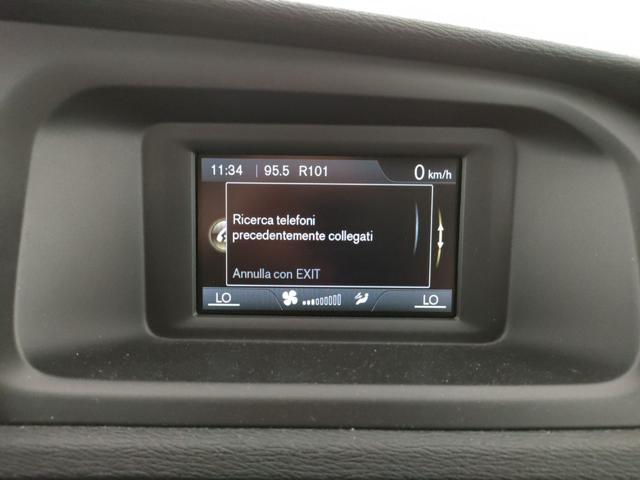 11:34 95.5 R101 0 km/h
Ricerca telefoni
precedentemente collegati
Annulla con EXIT
LO LO